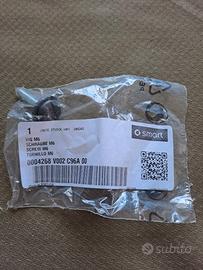 1
VIS M6
SCHRAUBE M6
SCREW M6
TORNILLO M6
0004268 V002 C96A 00
smart
subito